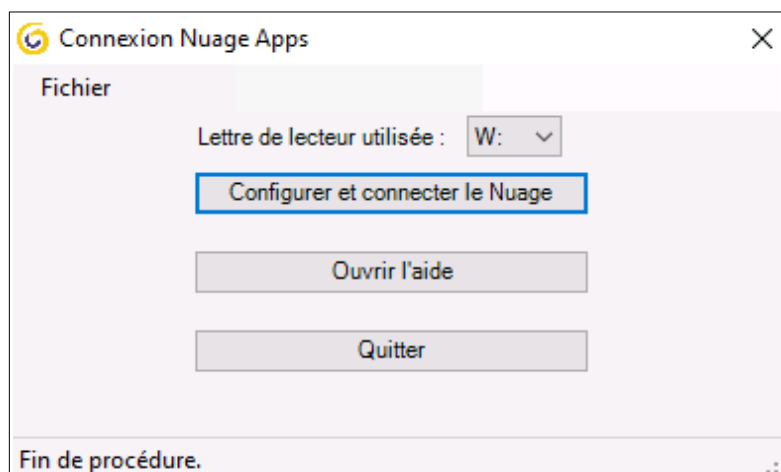 Connexion Nuage Apps
Fichier
Lettre de lecteur utilisée : W:
Configurer et connecter le Nuage
Ouvrir l'aide
Quitter
Fin de procédure.